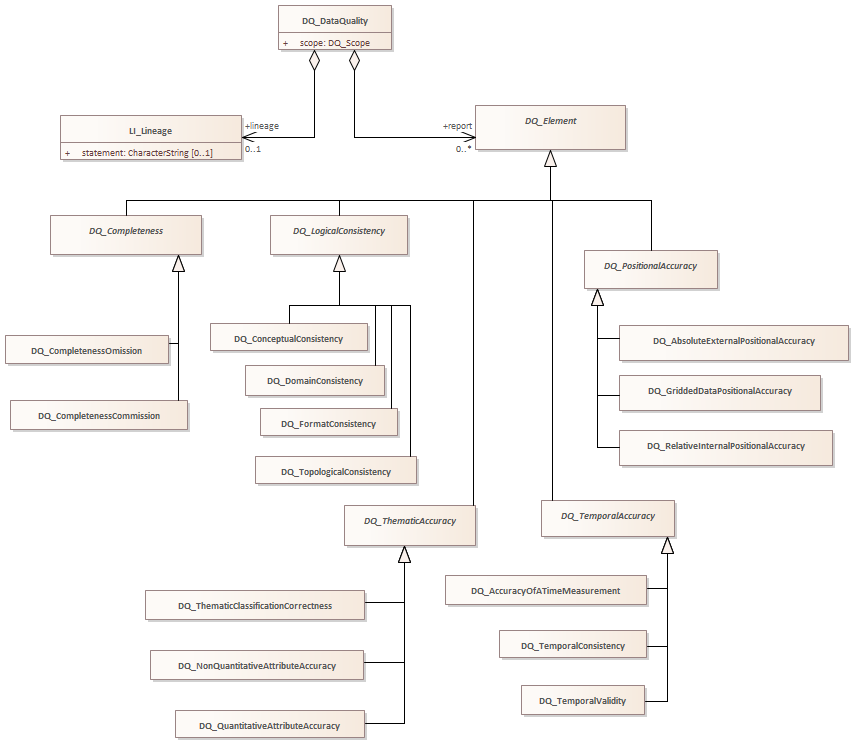 DQ_DataQuality
+ scope: DQ_Scope
LI_Lineage
+ statement: CharacterString [0..1]
+lineage
0..1
+report
0..*
DQ_Element
DQ_Completeness
DQ_LogicalConsistency
DQ_PositionalAccuracy
DQ_CompletenessOmission
DQ_CompletenessCommission
DQ_ConceptualConsistency
DQ_DomainConsistency
DQ_FormatConsistency
DQ_TopologicalConsistency
DQ_AbsoluteExternalPositionalAccuracy
DQ_GriddedDataPositionalAccuracy
DQ_RelativeInternalPositionalAccuracy
DQ_ThematicAccuracy
DQ_TemporalAccuracy
DQ_ThematicClassificationCorrectness
DQ_NonQuantitativeAttributeAccuracy
DQ_QuantitativeAttributeAccuracy
DQ_AccuracyOfATimeMeasurement
DQ_TemporalConsistency
DQ_TemporalValidity